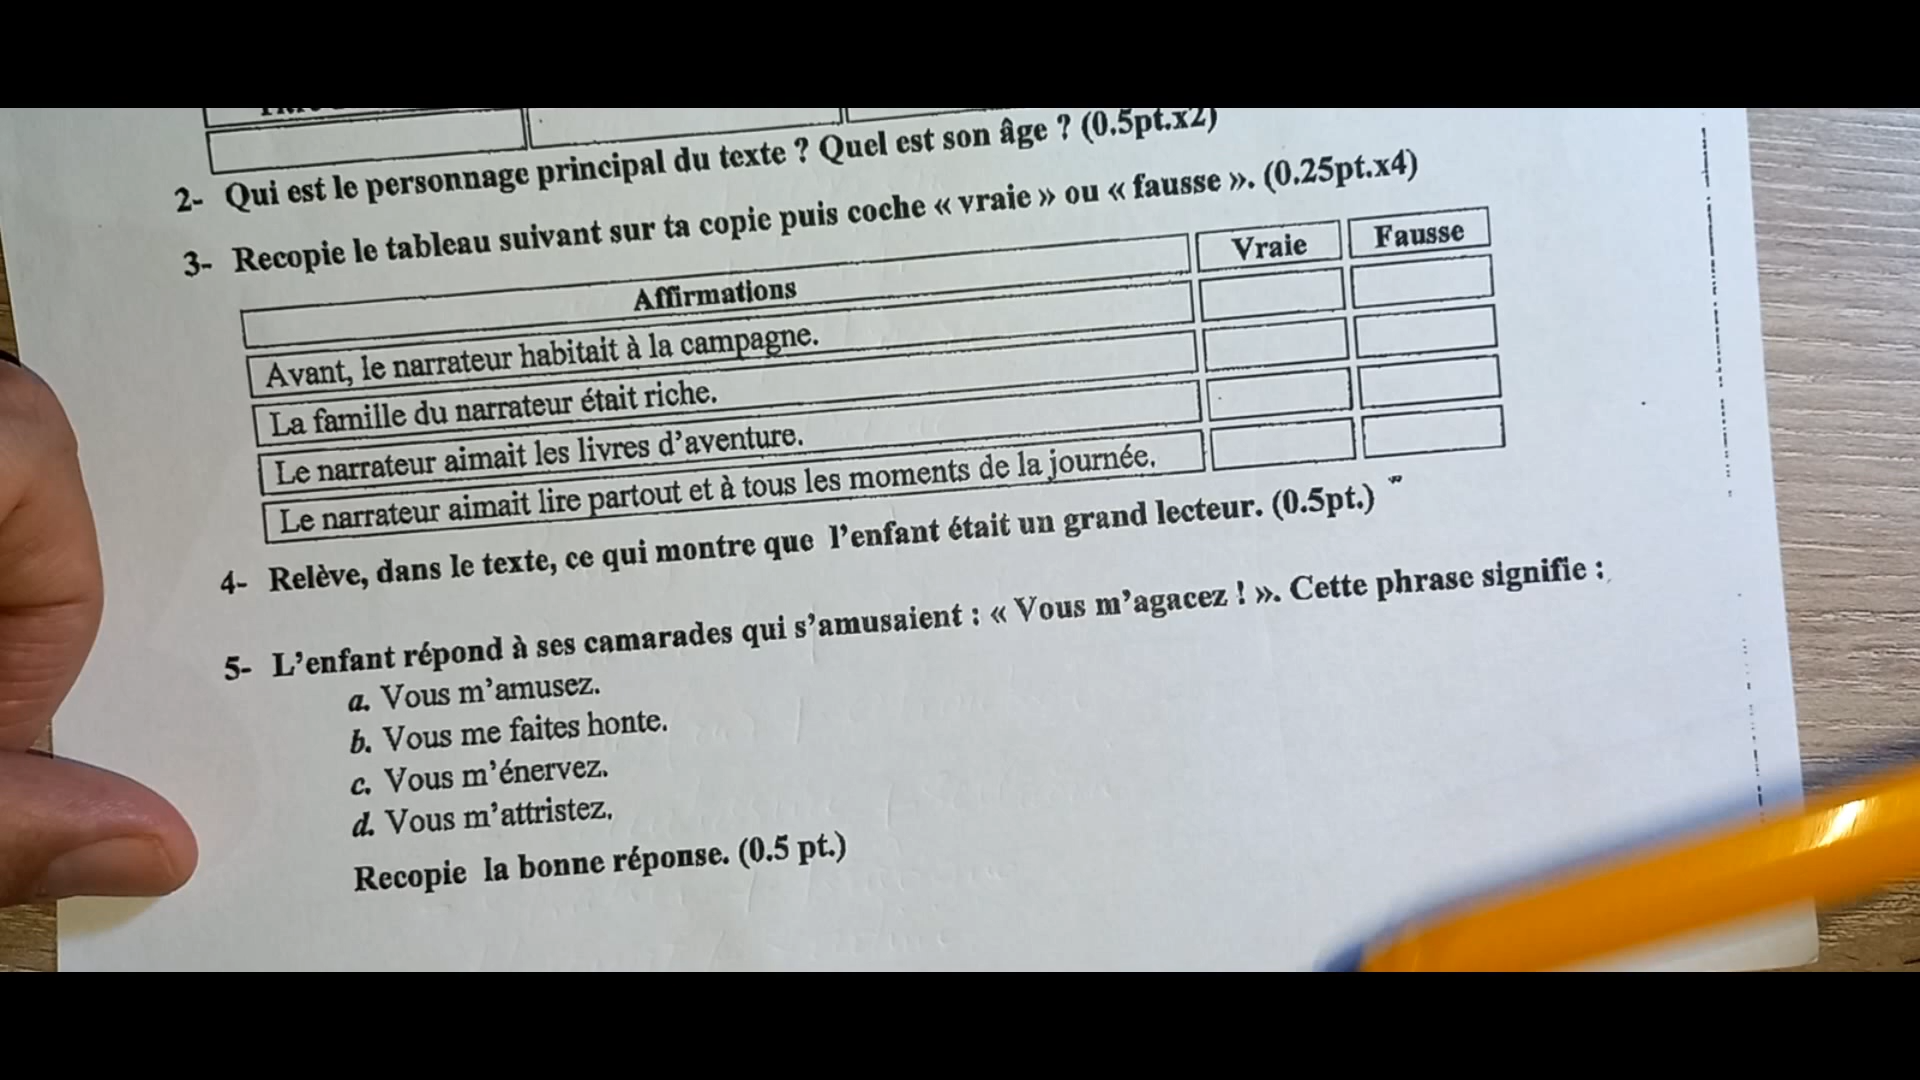 2- Qui est le personnage principal du texte ? Quel est son âge ? (0.5pt.x2)
3- Recopie le tableau suivant sur ta copie puis coche « vraie » ou « fausse ». (0.25pt.x4)
Affirmations Vraie Fausse
Avant, le narrateur habitait à la campagne.
La famille du narrateur était riche.
Le narrateur aimait les livres d’aventure.
Le narrateur aimait lire partout et à tous les moments de la journée.
4- Relève, dans le texte, ce qui montre que l’enfant était un grand lecteur. (0.5pt.)
5- L’enfant répond à ses camarades qui s’amusaient : « Vous m’agacez ! ». Cette phrase signifie :
a. Vous m’amusez.
b. Vous me faites honte.
c. Vous m’énervez.
d. Vous m’attristez.
Recopie la bonne réponse. (0.5 pt.)